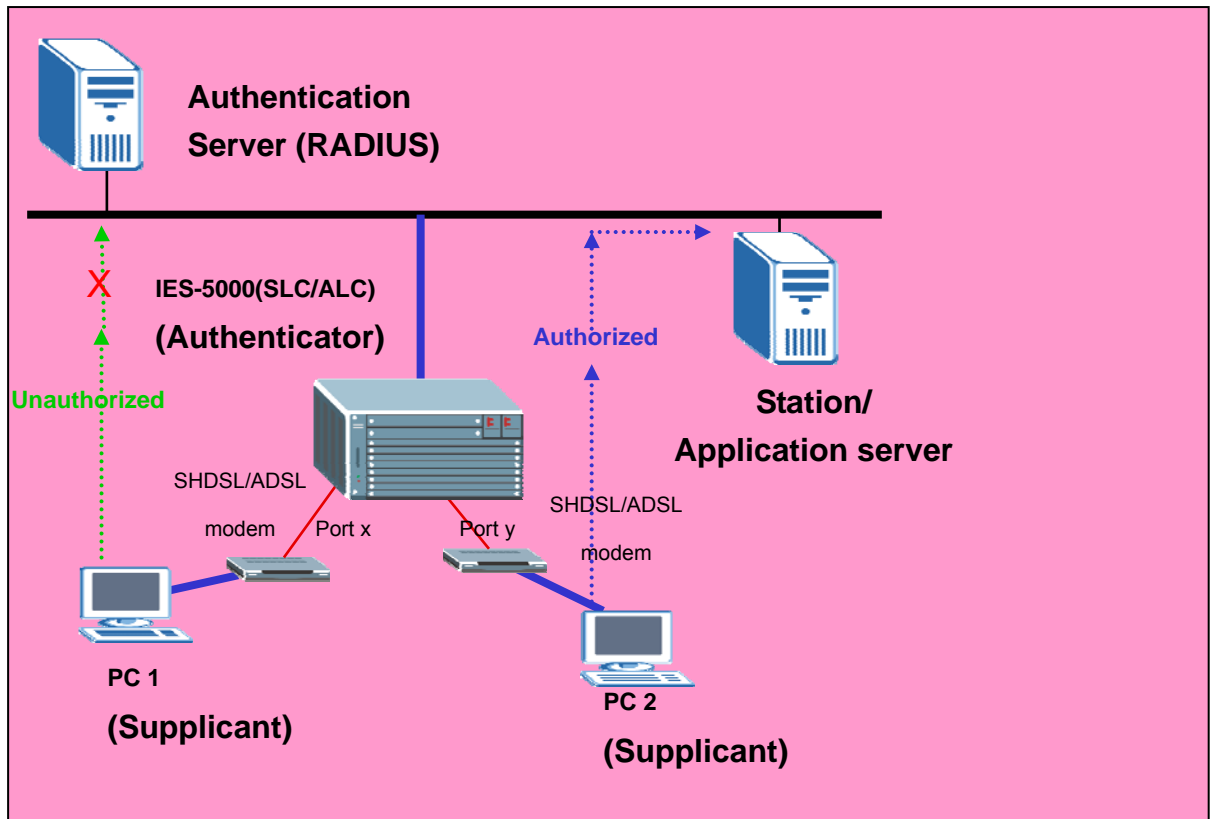 Authentication
Server (RADIUS)
X
IES-5000(SLC/ALC)
(Authenticator)
Authorized
Unauthorized
Station/
Application server
SHDSL/ADSL
modem
Port x
Port y
SHDSL/ADSL
modem
PC 1
(Supplicant)
PC 2
(Supplicant)